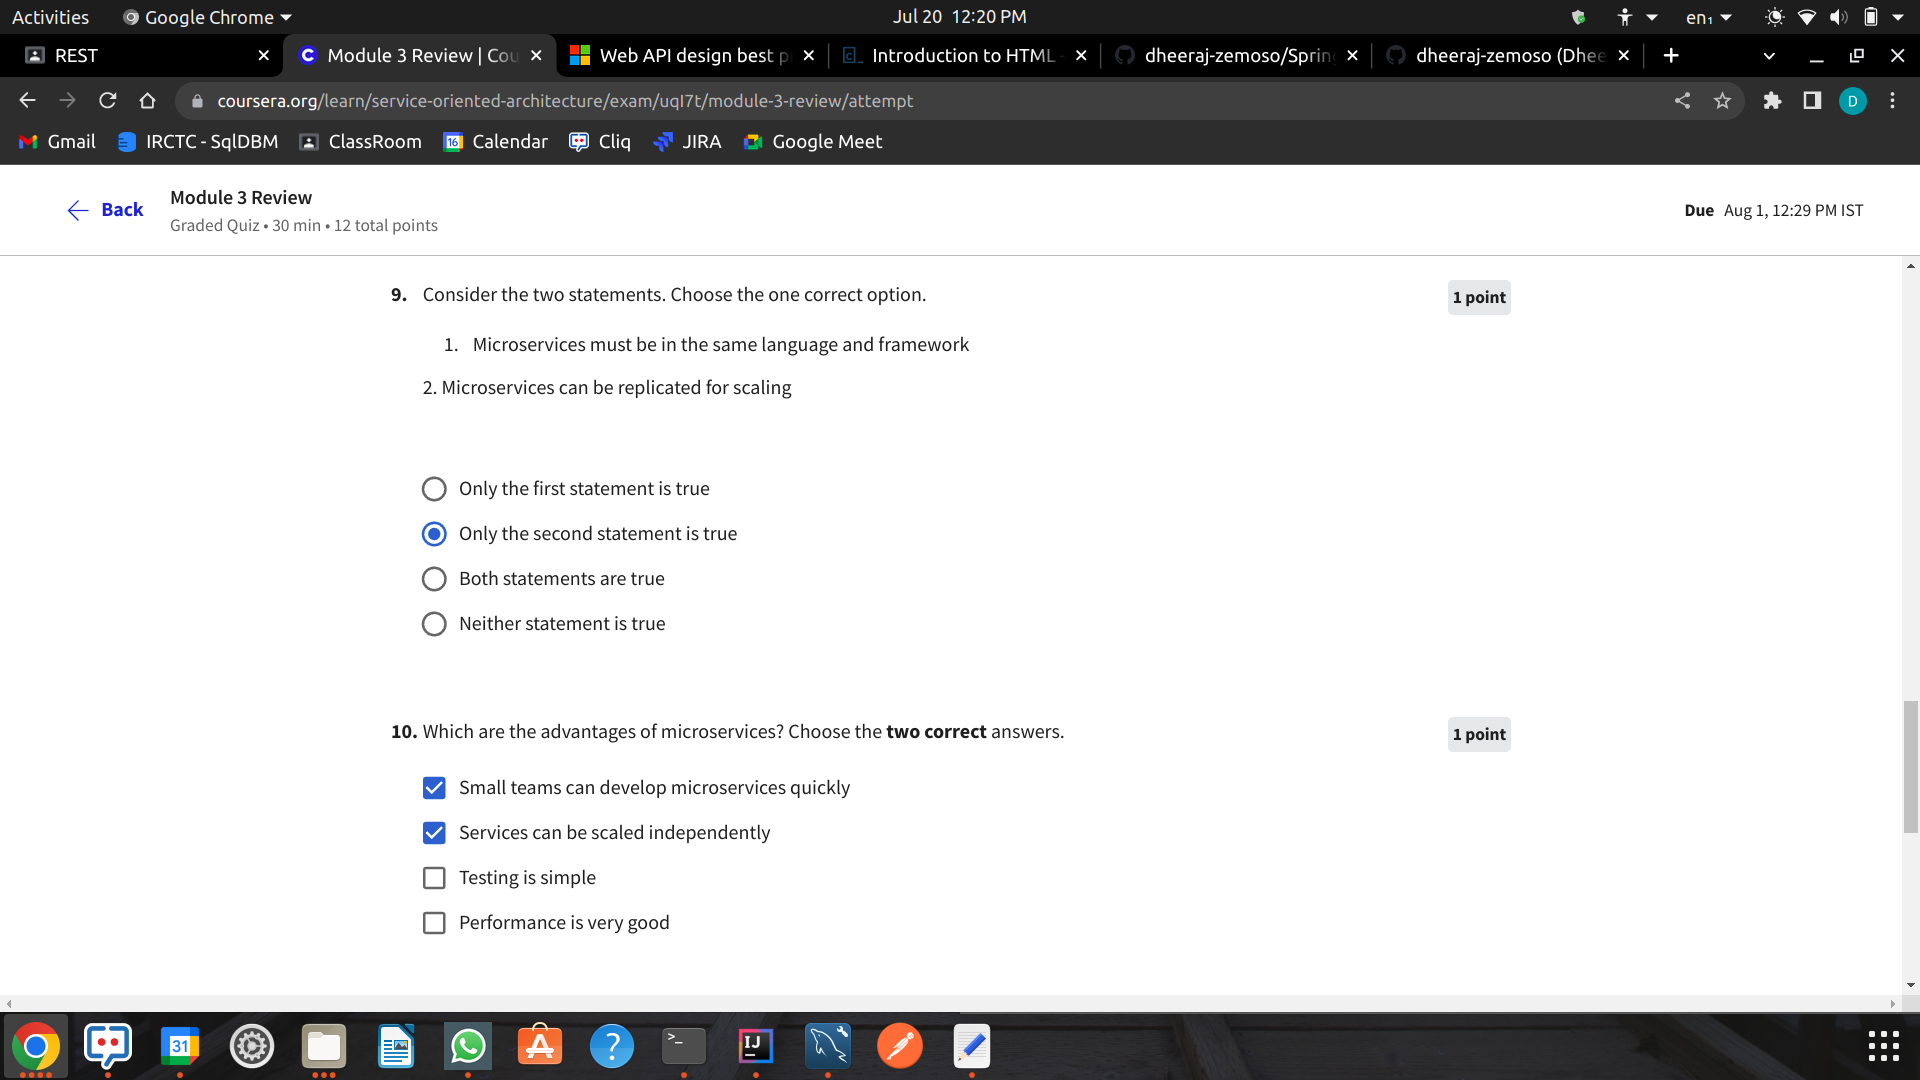 Activities
Google Chrome
Jul 20 12:20 PM
en₁
REST
Module 3 Review | Cou
Web API design best p
Introduction to HTML
dheeraj-zemoso/Spring
dheeraj-zemoso (Dhee
coursera.org/learn/service-oriented-architecture/exam/uqI7t/module-3-review/attempt
D
Gmail
IRCTC - SqlDBM
ClassRoom
16
Calendar
Cliq
JIRA
Google Meet
Back
Module 3 Review
Graded Quiz • 30 min • 12 total points
Due Aug 1, 12:29 PM IST
9. Consider the two statements. Choose the one correct option.
1 point
1. Microservices must be in the same language and framework
2. Microservices can be replicated for scaling
Only the first statement is true
Only the second statement is true
Both statements are true
Neither statement is true
10. Which are the advantages of microservices? Choose the two correct answers.
1 point
Small teams can develop microservices quickly
Services can be scaled independently
Testing is simple
Performance is very good
31
?
>_
IJ